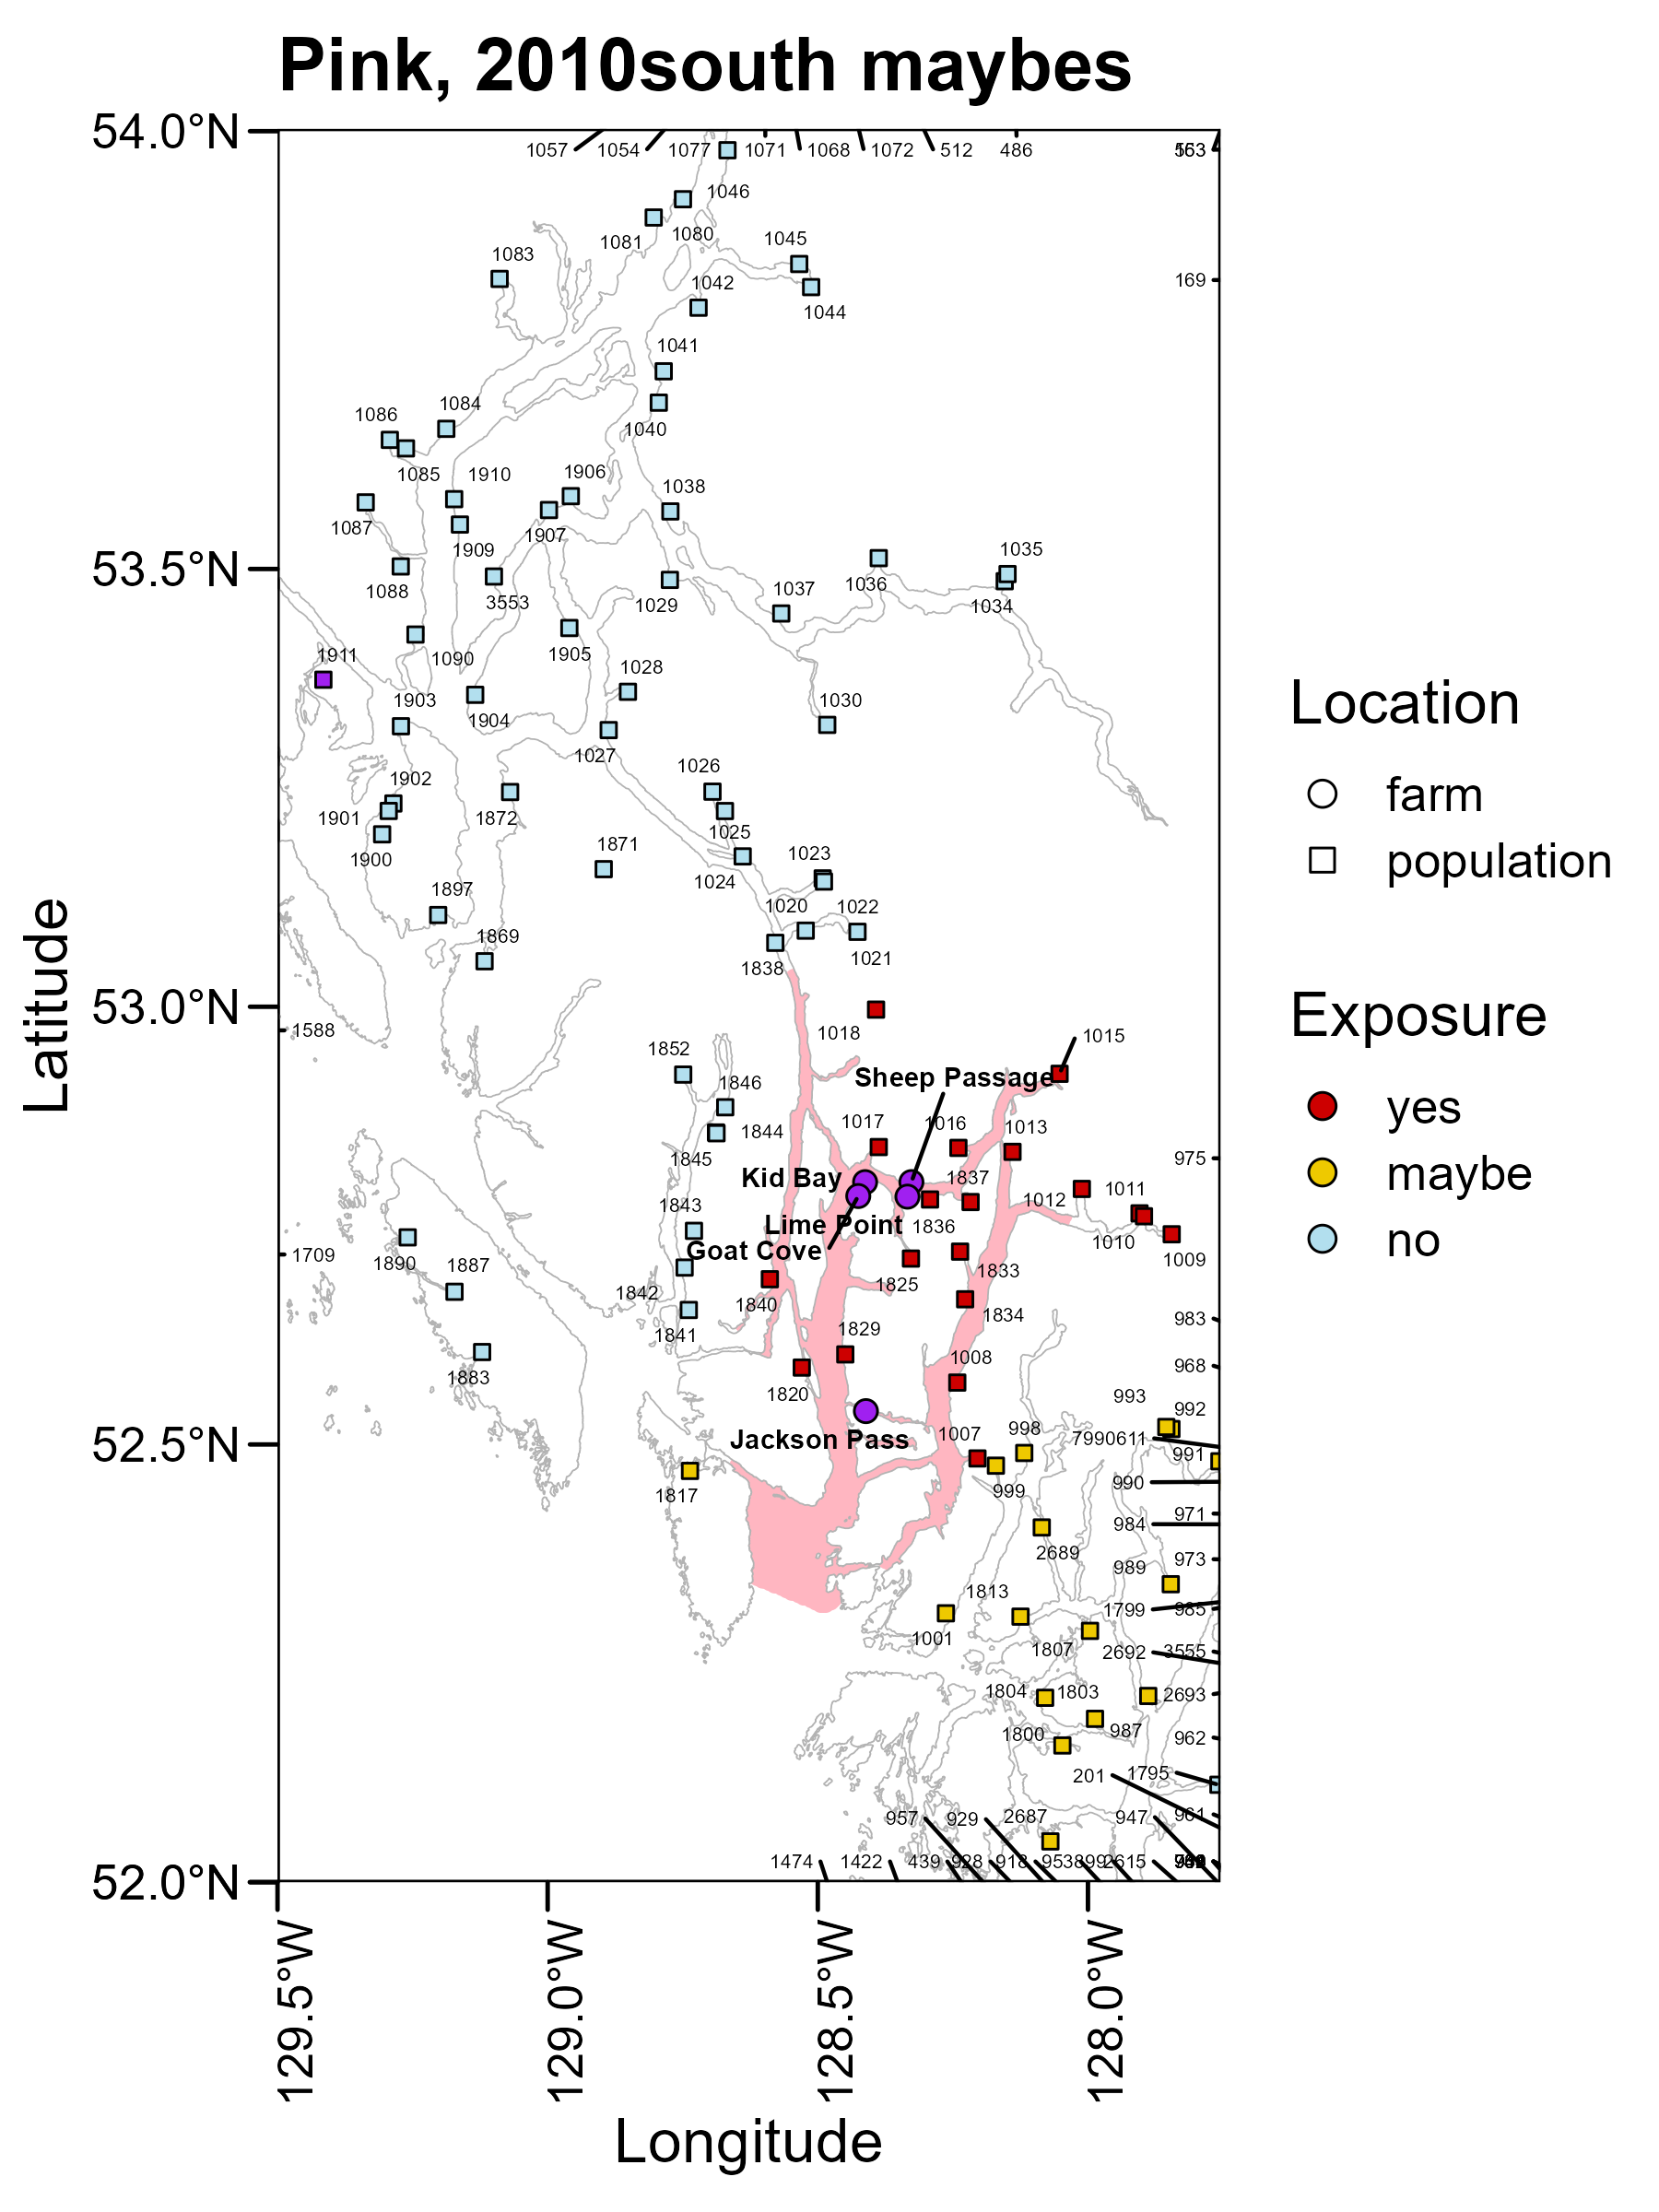 Pink, 2010south maybes
54.0°N
1057 1054 1077 1071 1068 1072 512 486
1046
1081 1080 1045
1083
169
1042
1044
1041
1084
1086
1040
1085 1910 1906
1038
1087
1907
1909
53.5°N
1035
1036
1037
1088
3553 1029 1034
1911 1090 1905
1028
1903
1904 1030
1027
1026
1902
1901 1872
1025
1871
1900 1024 1023
1897
1020 1022
1869
1838 1021
53.0°N
1588
1018
1015
1852
Sheep Passage
1846
1017 1016 1013
1844
1845 975
Kid Bay 1837
1843 1012 1011
Lime Point 1836
Goat Cove 1010
1709
1890 1887 1009
1842 1825 1833
1840
1841 1829 1834 983
1008 968
1883
1820 993
992
52.5°N
Jackson Pass 1007 998 7990611
991
990
1817 999
971
984
2689 973
989
1813
1799 985
1001 1807 2692 3555
1804 1803 2693
1800 987 962
201 1795
957 929 2687 947 961
1474 1422 439 928 918 953 899 2615
52.0°N
129.5°W 129.0°W 128.5°W 128.0°W
Longitude
Latitude
Location
farm
population
Exposure
yes
maybe
no